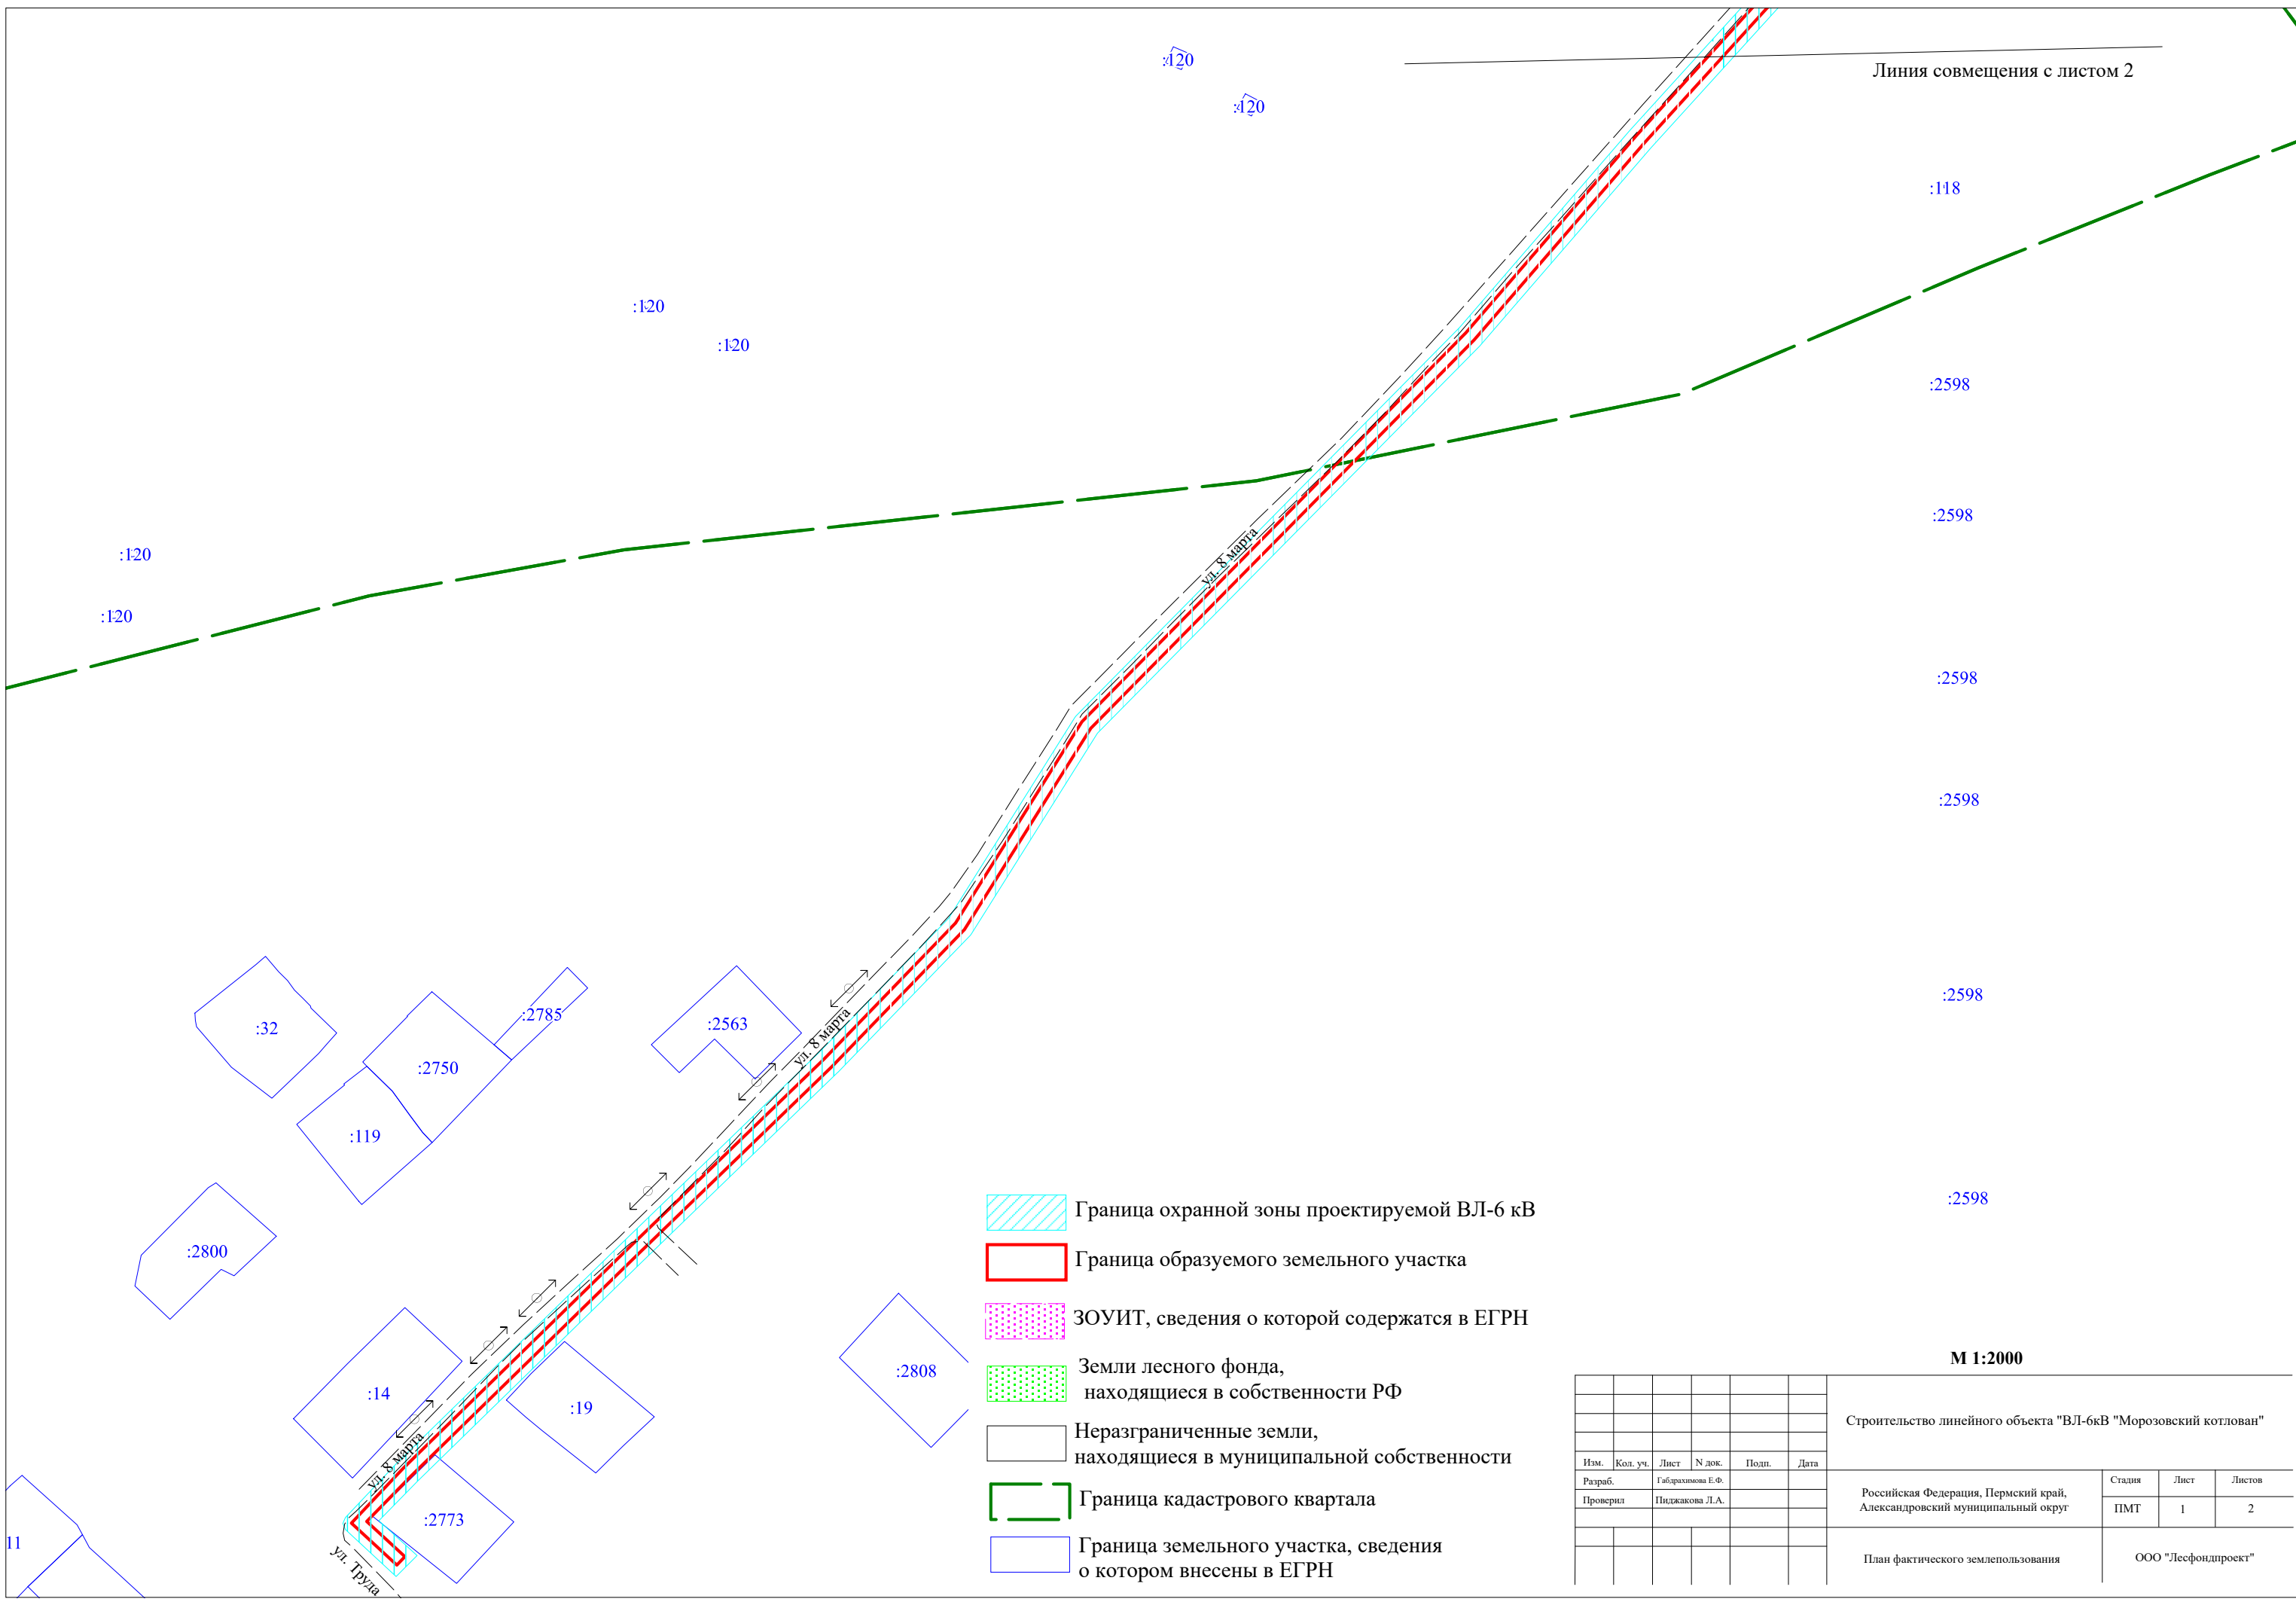 :120
:120
Линия совмещения с листом 2
:118
:120
:120
:2598
:2598
:120
ул. 8 марта
:120
:2598
:2598
:2598
:32
:2785
:2563
ул. 8 марта
:2750
:119
:2598
:2800
:14
:19
:2808
ул. 8 марта
:2773
11
ул. Труда
Граница охранной зоны проектируемой ВЛ-6 кВ
Граница образуемого земельного участка
ЗОУИТ, сведения о которой содержатся в ЕГРН
Земли лесного фонда,
находящиеся в собственности РФ
Неразграниченные земли,
находящиеся в муниципальной собственности
Граница кадастрового квартала
Граница земельного участка, сведения
о котором внесены в ЕГРН
М 1:2000
Строительство линейного объекта "ВЛ-6кВ "Морозовский котлован"
Изм. Кол. уч. Лист N док. Подп. Дата
Разраб. Габдрахимова Е.Ф.
Проверил Пиджакова Л.А.
Российская Федерация, Пермский край,
Александровский муниципальный округ
Стадия Лист Листов
ПМТ 1 2
План фактического землепользования
ООО "Лесфондпроект"